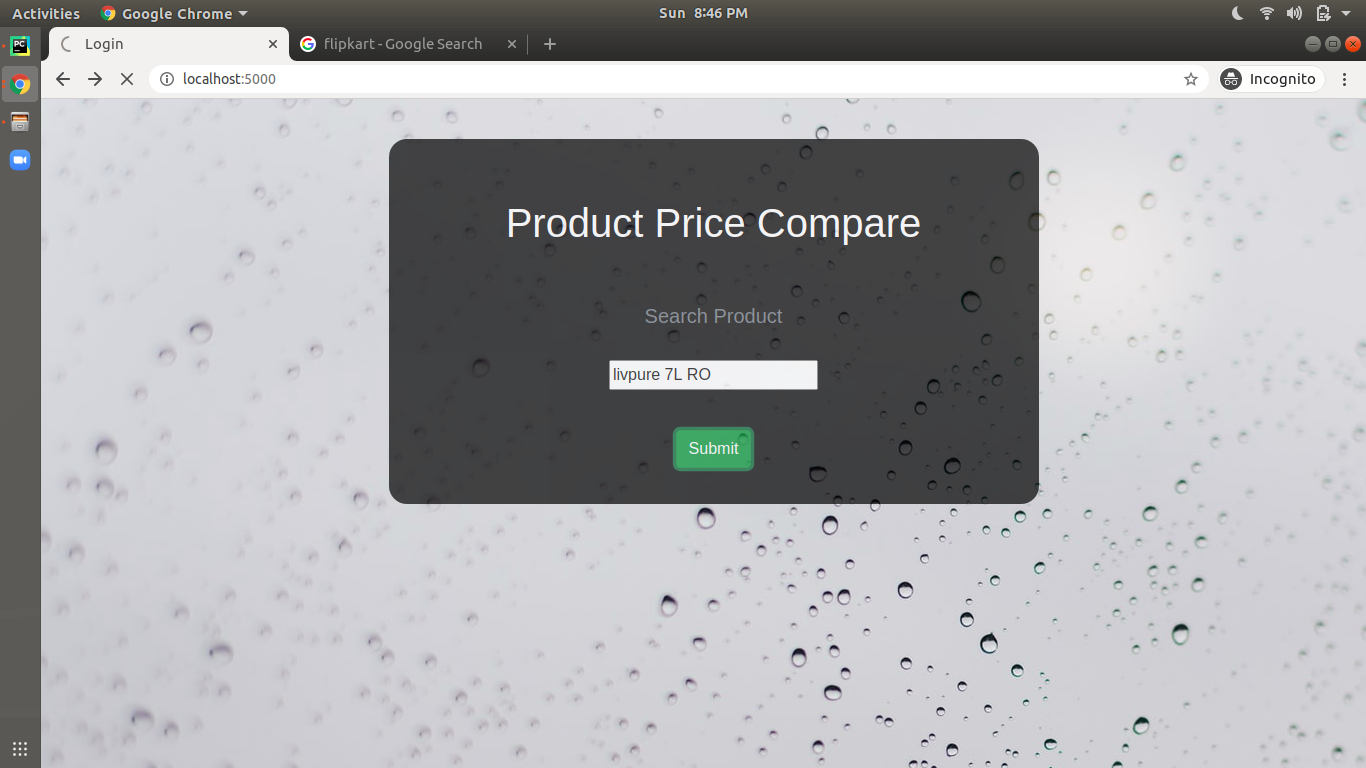 Activities
Google Chrome
Sun 8:46 PM
PC
Login
flipkart - Google Search
localhost:5000
Incognito
Product Price Compare
Search Product
livpure 7L RO
Submit